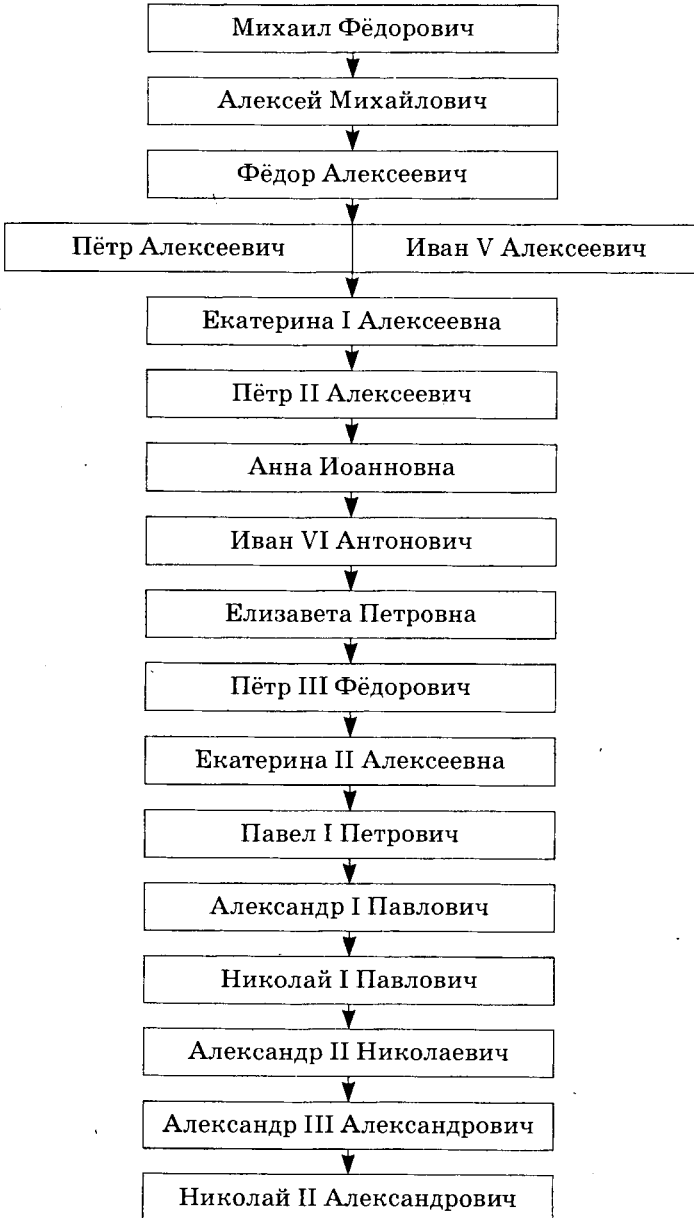 Михаил Фёдорович
Алексей Михайлович
Фёдор Алексеевич
Пётр Алексеевич
Иван V Алексеевич
Екатерина I Алексеевна
Пётр II Алексеевич
Анна Иоанновна
Иван VI Антонович
Елизавета Петровна
Пётр III Фёдорович
Екатерина II Алексеевна
Павел I Петрович
Александр I Павлович
Николай I Павлович
Александр II Николаевич
Александр III Александрович
Николай II Александрович